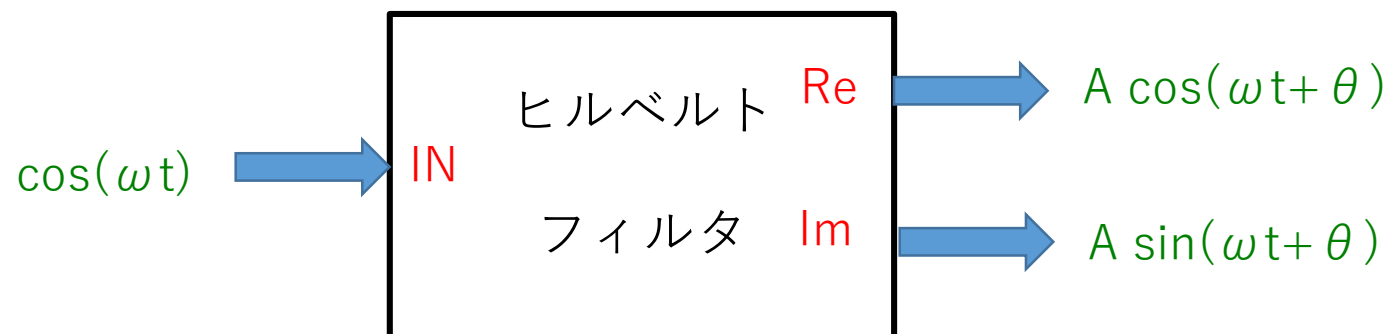 cos(ωt)
IN
ヒルベルト
フィルタ
Re
Im
A cos(ωt+θ)
A sin(ωt+θ)